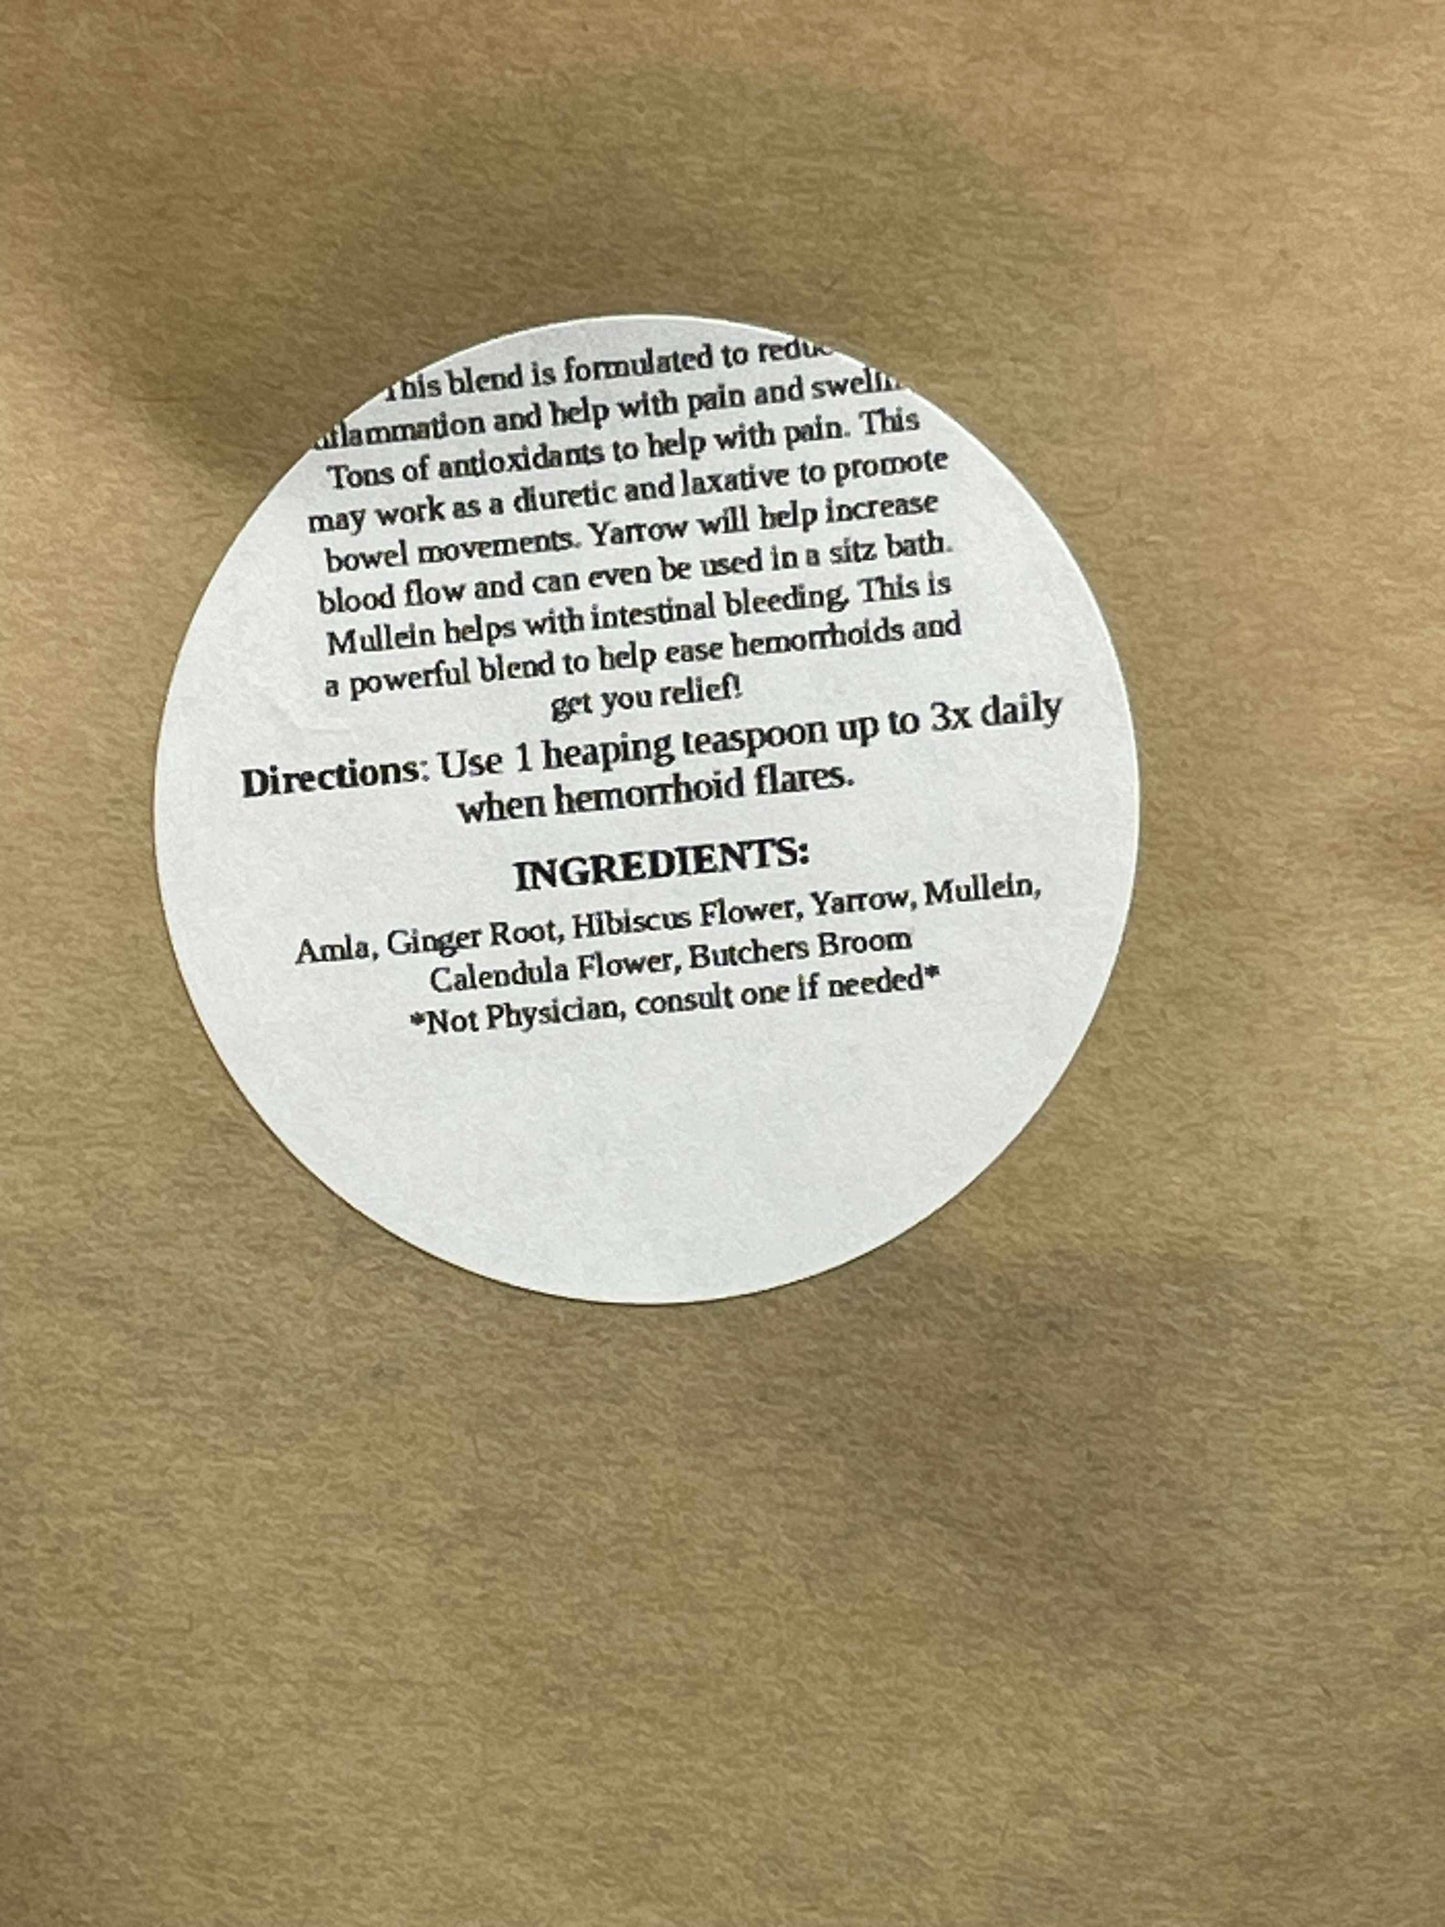 This blend is formulated to reduc
nflammation and help with pain and swellin
Tons of antioxidants to help with pain. This
may work as a diuretic and laxative to promote
bowel movements. Yarrow will help increase
blood flow and can even be used in a sitz bath.
Mullein helps with intestinal bleeding. This is
a powerful blend to help ease hemorrhoids and
get you relief!
Directions: Use 1 heaping teaspoon up to 3x daily
when hemorrhoid flares.
INGREDIENTS:
Amla, Ginger Root, Hibiscus Flower, Yarrow, Mullein,
Calendula Flower, Butchers Broom
*Not Physician, consult one if needed*